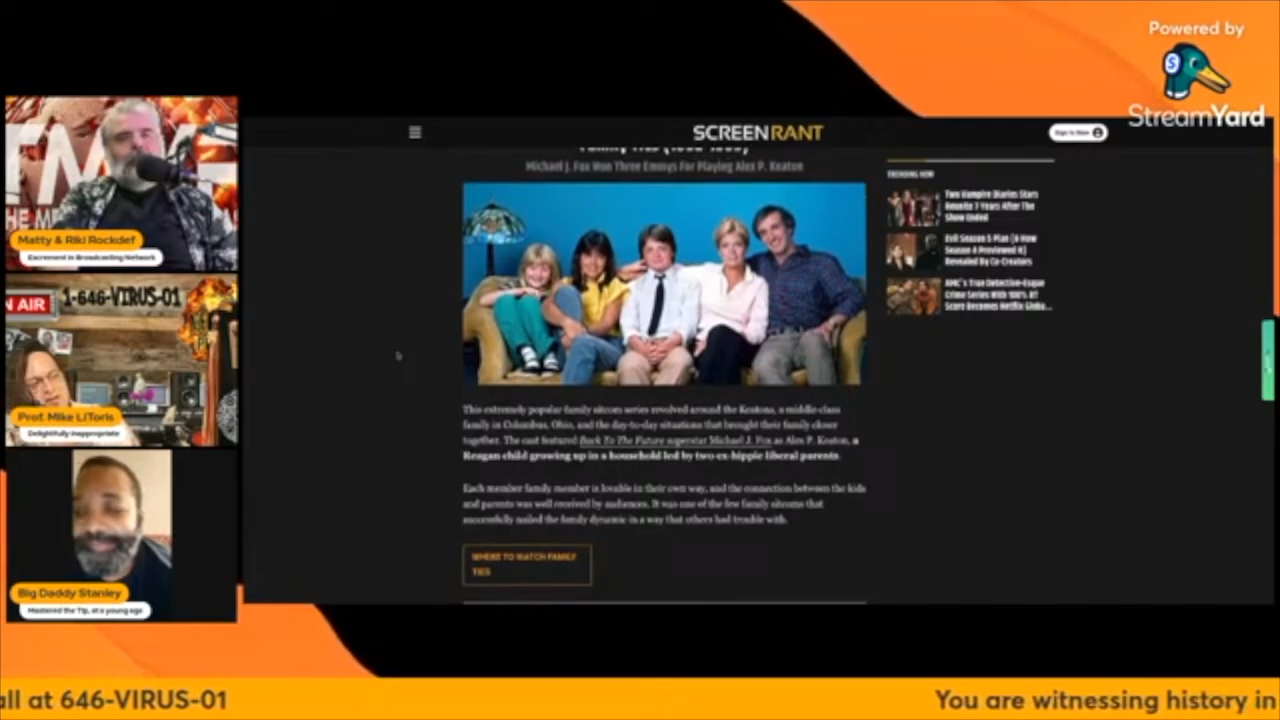 Powered by
StreamYard
SCREENRANT
Sign In Now
Michael J. Fox Won Three Emmys For Playing Alex P. Keaton
TRENDING NOW
Two Vampire Diaries Stars
Reunite 7 Years After The
Show Ended
Evil Season 5 Plan (& How
Season 4 Previewed It)
Revealed By Co-Creators
AMC's True Detective-Esque
Crime Series With 100% RT
Score Becomes Netflix Globa...
This extremely popular family sitcom series revolved around the Keatons, a middle-class
family in Columbus, Ohio, and the day-to-day situations that brought their family closer
together. The cast featured Back To The Future superstar Michael J. Fox as Alex P. Keaton, a
Reagan child growing up in a household led by two ex-hippie liberal parents.
Each member family member is lovable in their own way, and the connection between the kids
and parents was well received by audiences. It was one of the few family sitcoms that
successfully nailed the family dynamic in a way that others had trouble with.
WHERE TO WATCH FAMILY
TIES
HE ME
Matty & Riki Rockdef
Excrement in Broadcasting Network
N AIR
1-646-VIRUS-01
Prof. Mike LiToris
Delightfully Inappropriate
Big Daddy Stanley
Mastered the Tip, at a young age
all at 646-VIRUS-01
You are witnessing history in